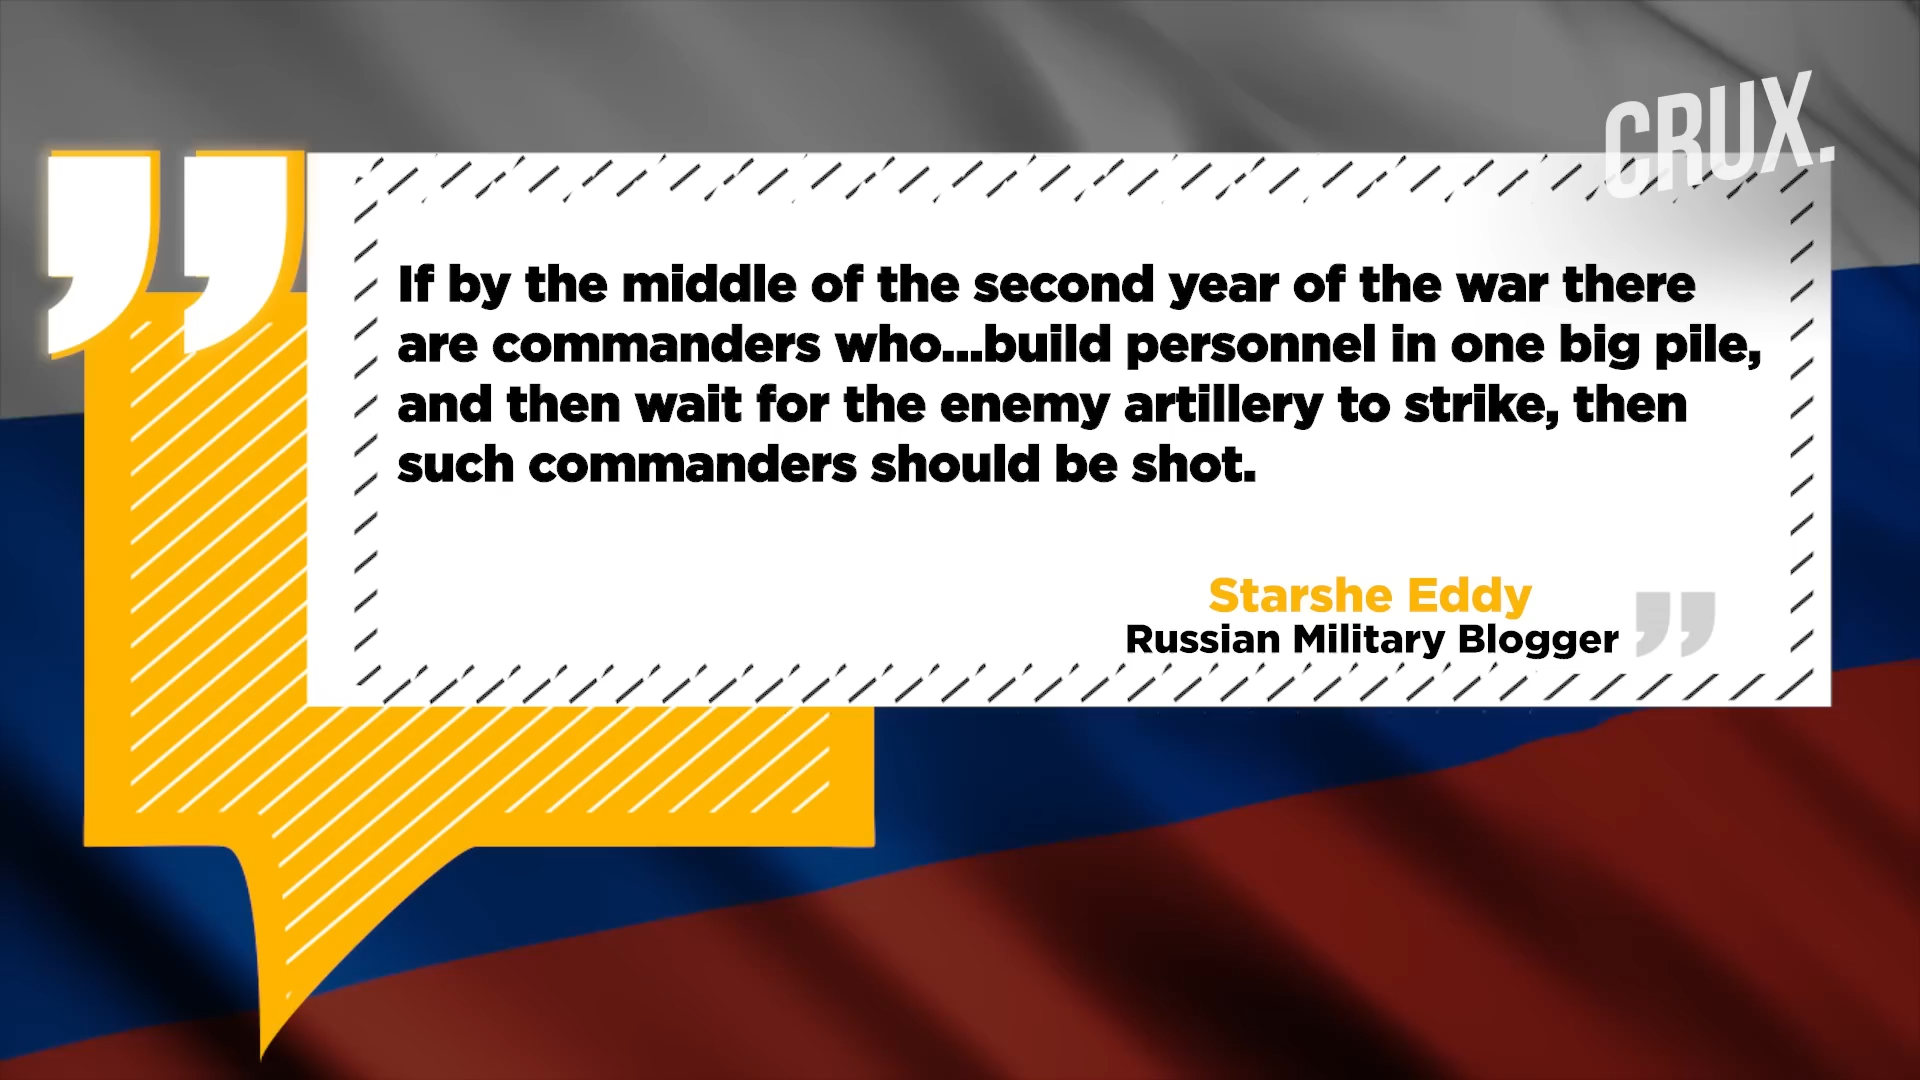 CRUX.
If by the middle of the second year of the war there
are commanders who...build personnel in one big pile,
and then wait for the enemy artillery to strike, then
such commanders should be shot.
Starshe Eddy
Russian Military Blogger